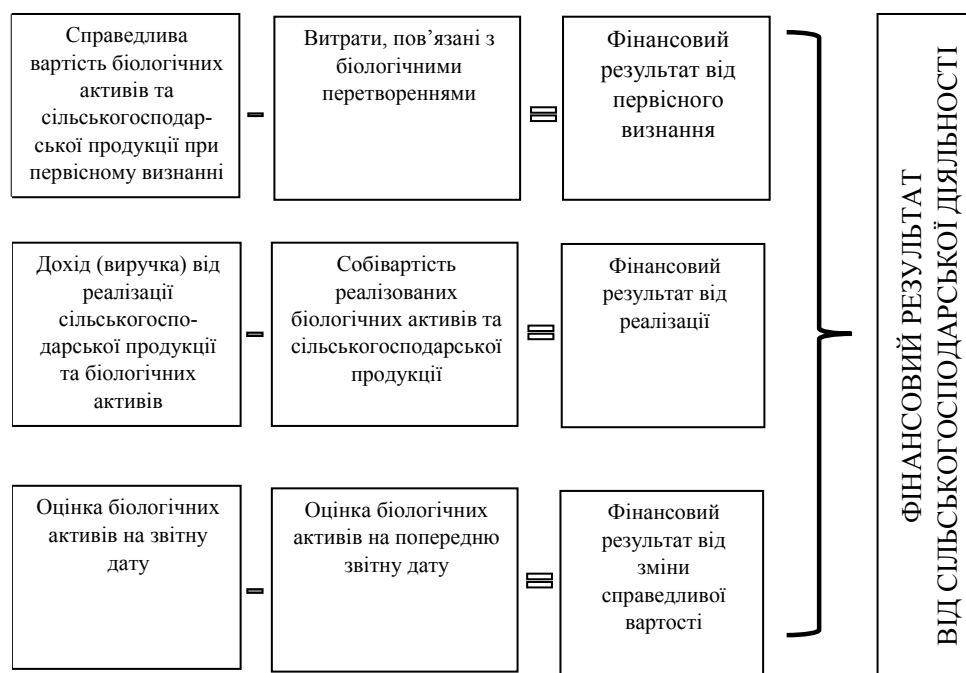 Справедлива
вартість біологічних
активів та
сільськогосподар-
ської продукції при
первісному визнанні
-
Витрати, пов’язані з
біологічними
перетвореннями
=
Фінансовий
результат від
первісного
визнання
Дохід (виручка) від
реалізації
сільськогоспо-
дарської продукції
та біологічних
активів
-
Собівартість
реалізованих
біологічних активів та
сільськогосподарської
продукції
=
Фінансовий
результат від
реалізації
Оцінка біологічних
активів на звітну
дату
-
Оцінка біологічних
активів на попередню
звітну дату
=
Фінансовий
результат від
зміни
справедливої
вартості
ФІНАНСОВИЙ РЕЗУЛЬТАТ
ВІД СІЛЬСЬКОГОСПОДАРСЬКОЇ ДІЯЛЬНОСТІ